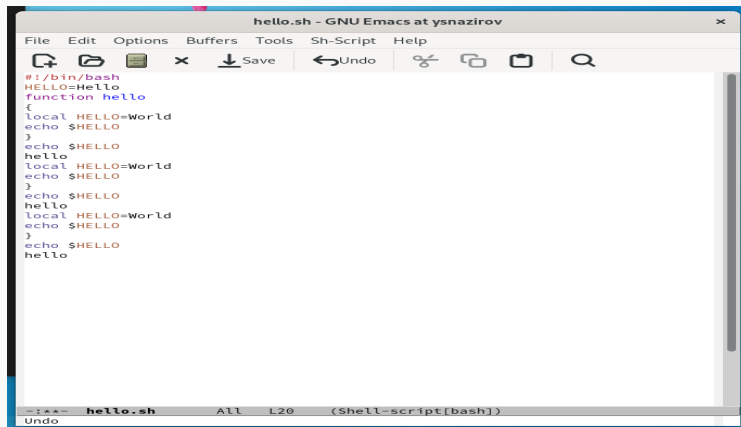 hello.sh - GNU Emacs at ysnazirov ×
File Edit Options Buffers Tools Sh-Script Help
Save Undo
#!/bin/bash
HELLO=Hello
function hello
{
local HELLO=World
echo $HELLO
}
echo $HELLO
hello
local HELLO=World
echo $HELLO
}
echo $HELLO
hello
local HELLO=World
echo $HELLO
}
echo $HELLO
hello
-:**- hello.sh All L20 (Shell-script[bash])
Undo